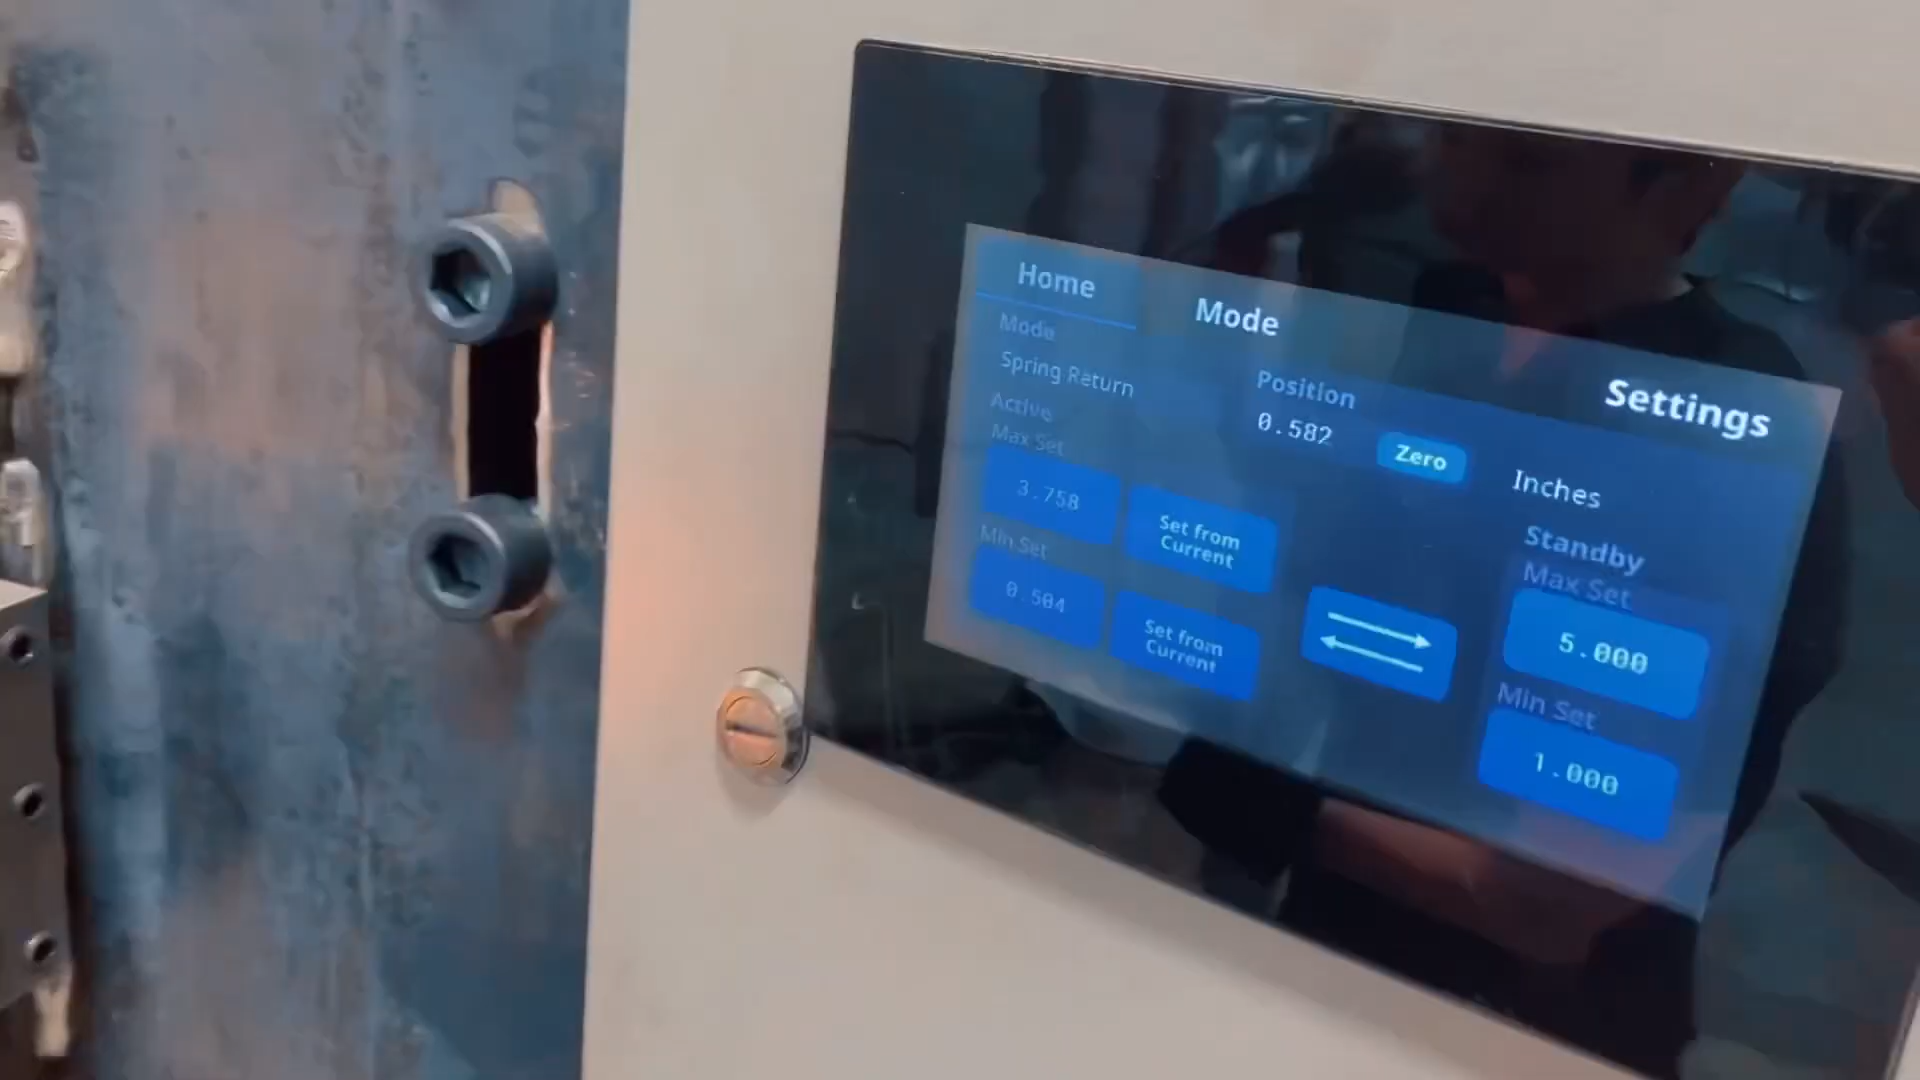 Home
Mode
Settings
Mode
Spring Return
Position
0.582
Zero
Inches
Active
Max Set
3.758
Set from
Current
Min Set
0.504
Set from
Current
Standby
Max Set
5.000
Min Set
1.000